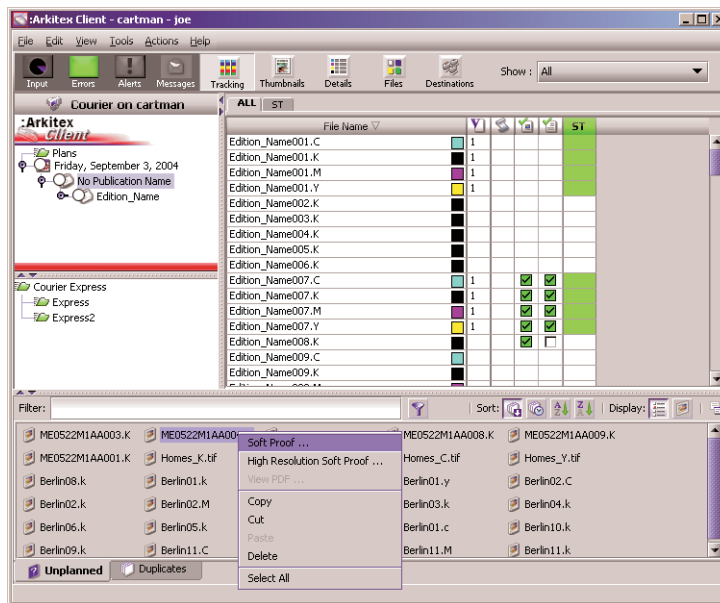 :Arkitex Client - cartman - joe
File Edit View Tools Actions Help
Input Errors Alerts Messages Tracking Thumbnails Details Files Destinations Show : All
Courier on cartman
:Arkitex
Client
Plans
Friday, September 3, 2004
No Publication Name
Edition_Name
Courier Express
Express
Express2
ALL ST
File Name ST
Edition_Name001.C 1
Edition_Name001.K 1
Edition_Name001.M 1
Edition_Name001.Y 1
Edition_Name002.K
Edition_Name003.K
Edition_Name004.K
Edition_Name005.K
Edition_Name006.K
Edition_Name007.C 1
Edition_Name007.K 1
Edition_Name007.M 1
Edition_Name007.Y 1
Edition_Name008.K
Edition_Name009.C
Edition_Name009.K
Filter: Sort: Display:
ME0522M1AA003.K ME0522M1AA00 ME0522M1AA008.K ME0522M1AA009.K
ME0522M1AA001.K Homes_K.tif Homes_C.tif Homes_Y.tif
Berlin08.k Berlin01.k Berlin01.y Berlin02.C
Berlin02.k Berlin02.M Berlin03.k Berlin04.k
Berlin06.k Berlin05.k Berlin01.c Berlin10.k
Berlin09.k Berlin11.C Berlin11.M Berlin11.k
Soft Proof ...
High Resolution Soft Proof ...
View PDF ...
Copy
Cut
Paste
Delete
Select All
Unplanned Duplicates